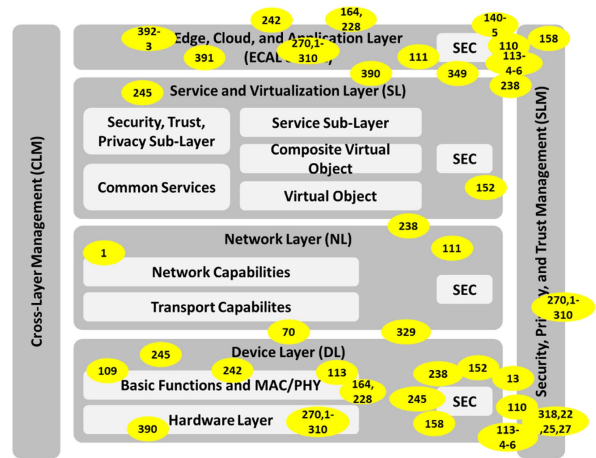 242
164,
228
392-
3
140-
5
158
Edge, Cloud, and Application Layer
(ECAL
270,1-
310
391
111
SEC
110
113-
4-6
390
349
238
245
Service and Virtualization Layer (SL)
Security, Trust,
Privacy Sub-Layer
Service Sub-Layer
Composite Virtual
Object
SEC
Common Services
Virtual Object
152
238
Network Layer (NL)
111
1
Network Capabilities
SEC
Transport Capabilites
70
329
Device Layer (DL)
245
109
242
113
238
152
13
Basic Functions and MAC/PHY
164,
228
245
SEC
110
Hardware Layer
390
270,1-
310
158
113-
4-6
318,22
,25,27
270,1-
310
Cross-Layer Management (CLM)
Security, Privacy, and Trust Management (SLM)